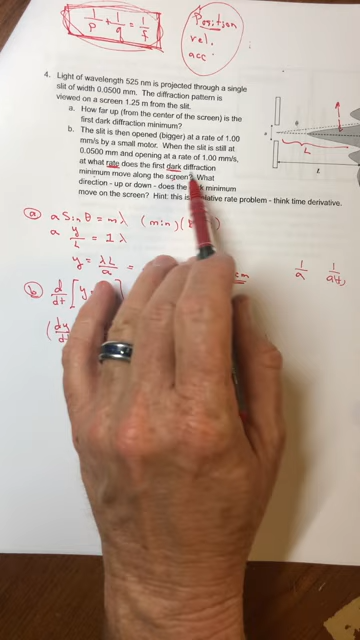 1/p + 1/q = 1/f
Position
rel.
acc.
4. Light of wavelength 525 nm is projected through a single
slit of width 0.0500 mm. The diffraction pattern is
viewed on a screen 1.25 m from the slit.
a. How far up (from the center of the screen) is the
first dark diffraction minimum?
b. The slit is then opened (bigger) at a rate of 1.00
mm/s by a small motor. When the slit is still at
0.0500 mm and opening at a rate of 1.00 mm/s,
at what rate does the first dark diffraction
minimum move along the screen? What
direction - up or down - does the minimum
move on the screen? Hint: this is rate problem - think time derivative.
θ
L
L
a a Sin θ = mλ (min)
a y/L = 1 λ
y = λL/a =
1/a
b d/dt [y
(dy/dt